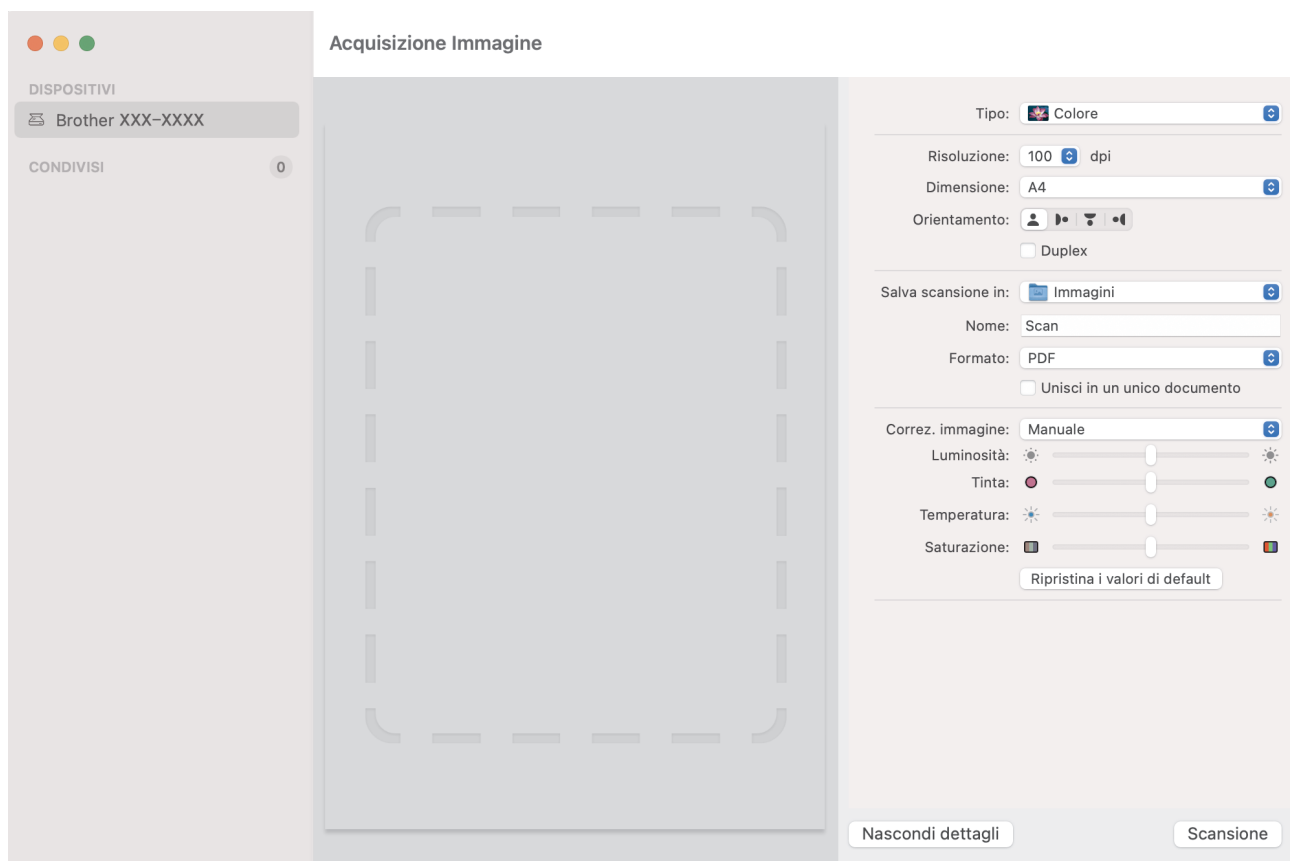 Acquisizione Immagine
DISPOSITIVI
Brother XXX-XXXX
CONDIVISI 0
Tipo: Colore
Risoluzione: 100 dpi
Dimensione: A4
Orientamento:
Duplex
Salva scansione in: Immagini
Nome: Scan
Formato: PDF
Unisci in un unico documento
Correz. immagine: Manuale
Luminosità:
Tinta:
Temperatura:
Saturazione:
Ripristina i valori di default
Nascondi dettagli Scansione